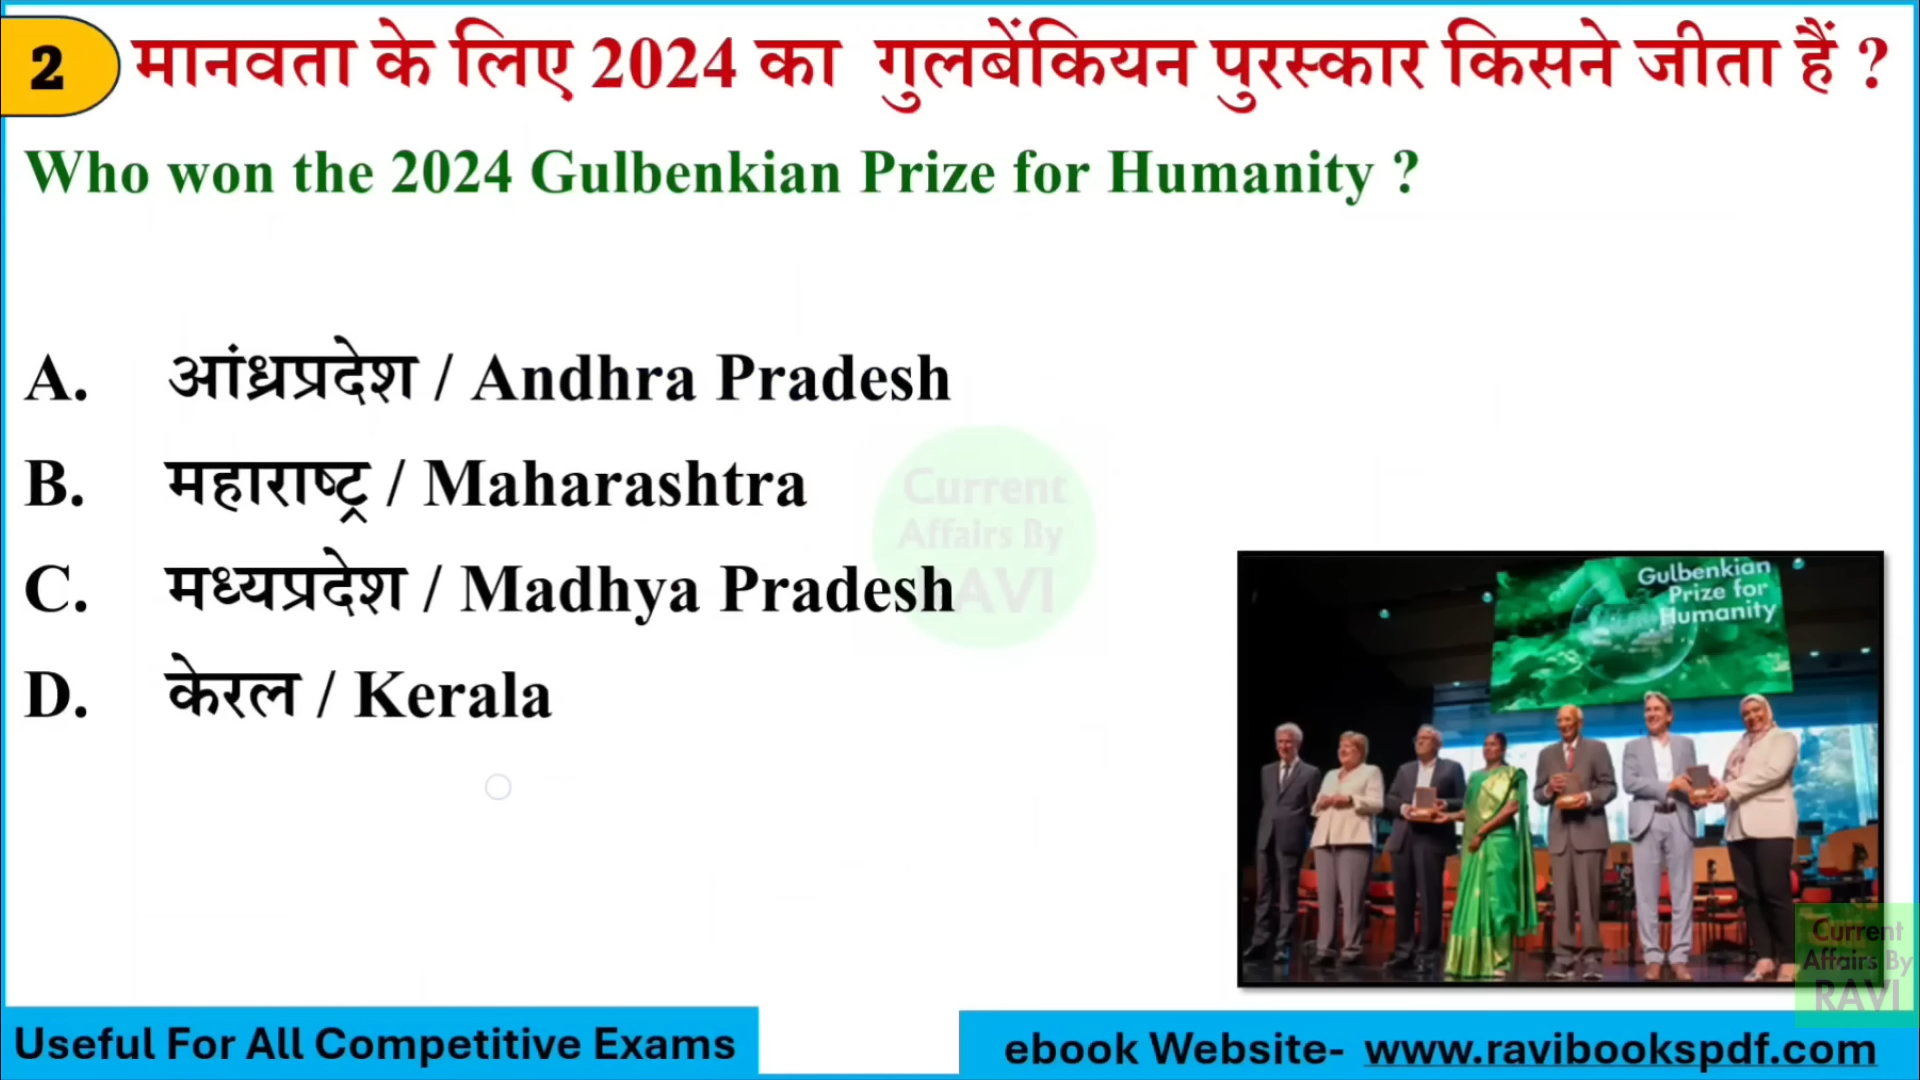 2
मानवता के लिए 2024 का गुलबेंकियन पुरस्कार किसने जीता हैं ?
Who won the 2024 Gulbenkian Prize for Humanity ?
A. आंध्रप्रदेश / Andhra Pradesh
B. महाराष्ट्र / Maharashtra
C. मध्यप्रदेश / Madhya Pradesh
D. केरल / Kerala
Current
Affairs By
RAVI
Gulbenkian
Prize for
Humanity
Current
Affairs By
RAVI
Useful For All Competitive Exams
ebook Website- www.ravibookspdf.com